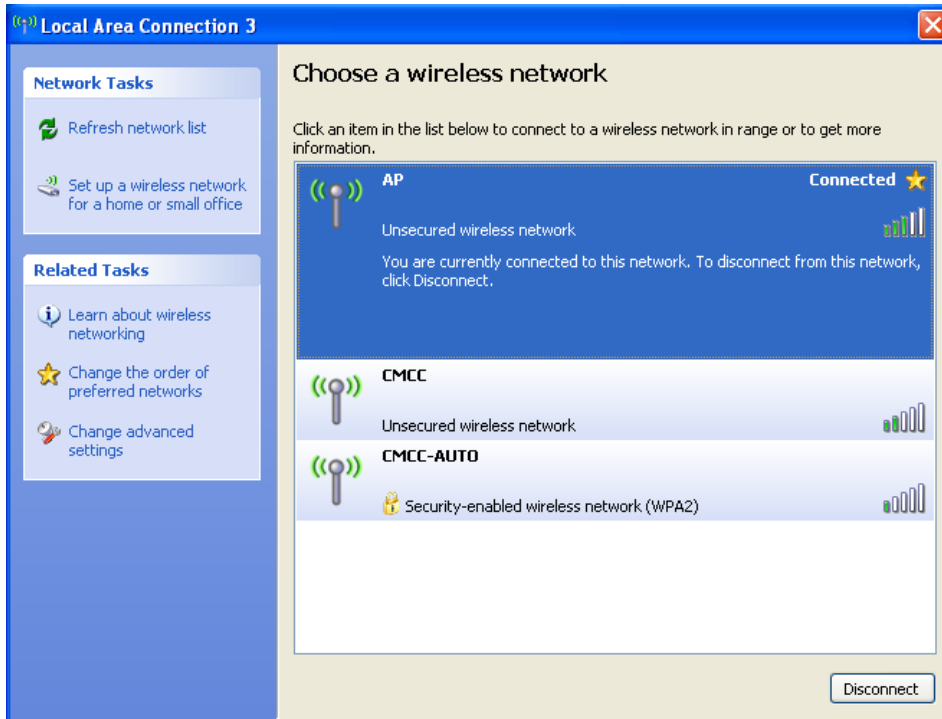 Local Area Connection 3
Network Tasks
Refresh network list
Set up a wireless network
for a home or small office
Related Tasks
Learn about wireless
networking
Change the order of
preferred networks
Change advanced
settings
Choose a wireless network
Click an item in the list below to connect to a wireless network in range or to get more
information.
AP
Connected
Unsecured wireless network
You are currently connected to this network. To disconnect from this network,
click Disconnect.
CMCC
Unsecured wireless network
CMCC-AUTO
Security-enabled wireless network (WPA2)
Disconnect